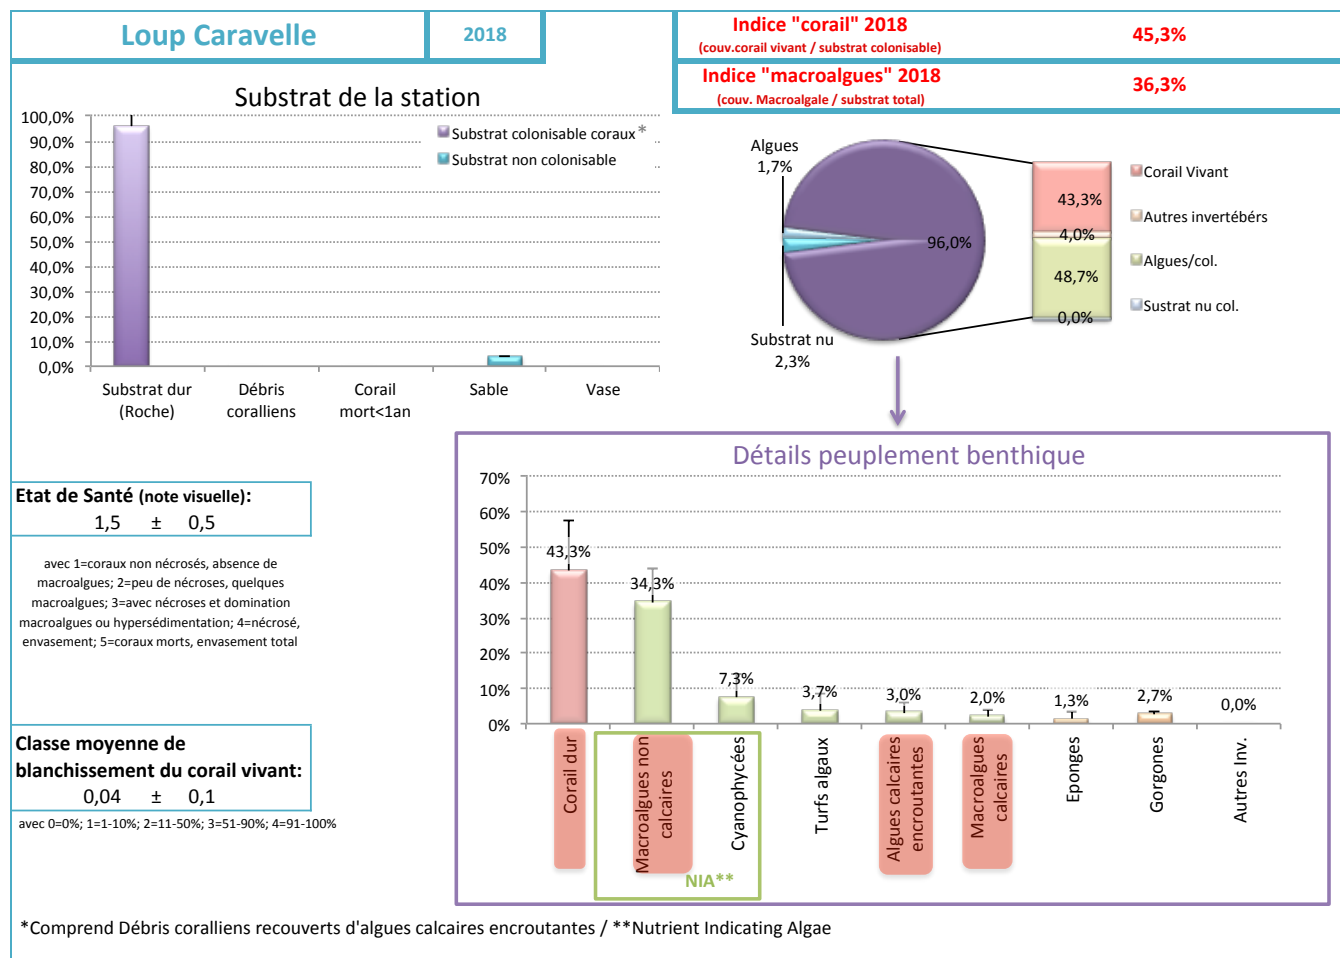 Loup Caravelle
2018
Indice "corail" 2018
(couv.corail vivant / substrat colonisable)
45,3%
Indice "macroalgues" 2018
(couv. Macroalgale / substrat total)
36,3%
Substrat de la station
100,0%
90,0%
80,0%
70,0%
60,0%
50,0%
40,0%
30,0%
20,0%
10,0%
0,0%
Substrat colonisable coraux*
Substrat non colonisable
Substrat dur
(Roche)
Débris
coralliens
Corail
mort<1an
Sable
Vase
Algues
1,7%
96,0%
Substrat nu
2,3%
43,3%
4,0%
48,7%
0,0%
Corail Vivant
Autres invertébérs
Algues/col.
Sustrat nu col.
Etat de Santé (note visuelle):
1,5 ± 0,5
avec 1=coraux non nécrosés, absence de
macroalgues; 2=peu de nécroses, quelques
macroalgues; 3=avec nécroses et domination
macroalgues ou hypersédimentation; 4=nécrosé,
envasement; 5=coraux morts, envasement total
Classe moyenne de
blanchissement du corail vivant:
0,04 ± 0,1
avec 0=0%; 1=1-10%; 2=11-50%; 3=51-90%; 4=91-100%
Détails peuplement benthique
70%
60%
50%
40%
30%
20%
10%
0%
43,3%
34,3%
7,3%
3,7%
3,0%
2,0%
1,3%
2,7%
0,0%
Corail dur
Macroalgues non
calcaires
Cyanophycées
Turfs algaux
Algues calcaires
encroutantes
Macroalgues
calcaires
Eponges
Gorgones
Autres Inv.
NIA**
*Comprend Débris coralliens recouverts d'algues calcaires encroutantes / **Nutrient Indicating Algae